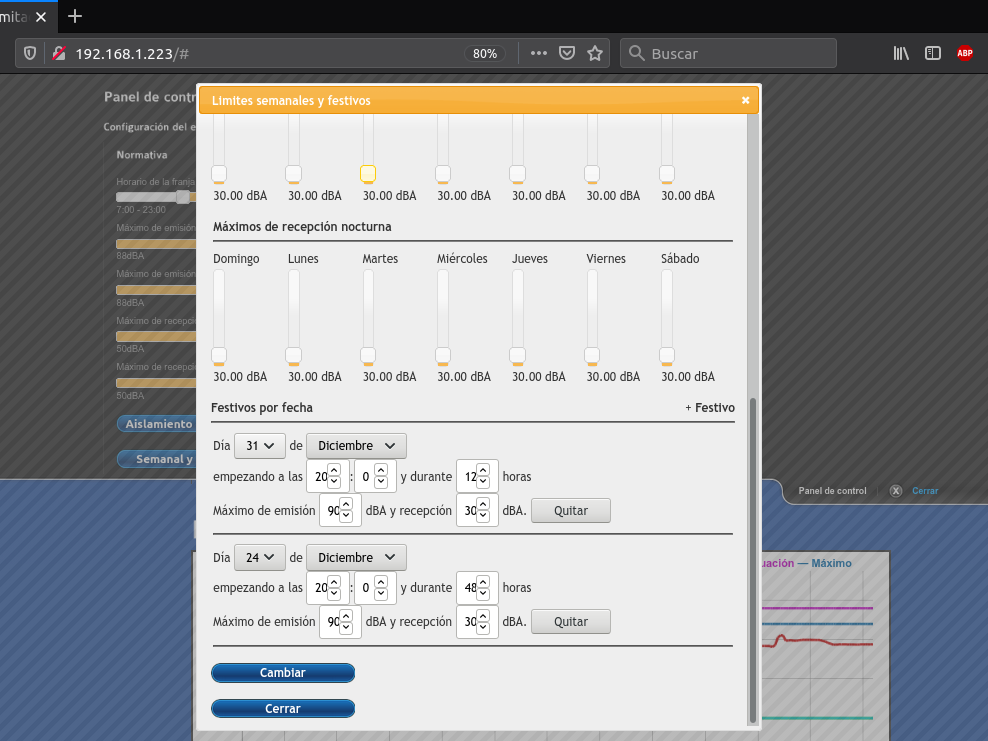 192.168.1.223/#
80%
Buscar
ABP
Panel de contr
Límites semanales y festivos
Configuración del e
Normativa
Horario de la franja
7:00 - 23:00
Máximo de emisión
88dBA
Máximo de emisión
88dBA
Máximo de recepci
50dBA
Máximo de recepci
50dBA
Aislamiento
Semanal y
30.00 dBA 30.00 dBA 30.00 dBA 30.00 dBA 30.00 dBA 30.00 dBA 30.00 dBA
Máximos de recepción nocturna
Domingo Lunes Martes Miércoles Jueves Viernes Sábado
30.00 dBA 30.00 dBA 30.00 dBA 30.00 dBA 30.00 dBA 30.00 dBA 30.00 dBA
Festivos por fecha + Festivo
Día 31 de Diciembre
empezando a las 20 : 0 y durante 12 horas
Máximo de emisión 90 dBA y recepción 30 dBA. Quitar
Día 24 de Diciembre
empezando a las 20 : 0 y durante 48 horas
Máximo de emisión 90 dBA y recepción 30 dBA. Quitar
Cambiar
Cerrar
Panel de control X Cerrar
uación — Máximo